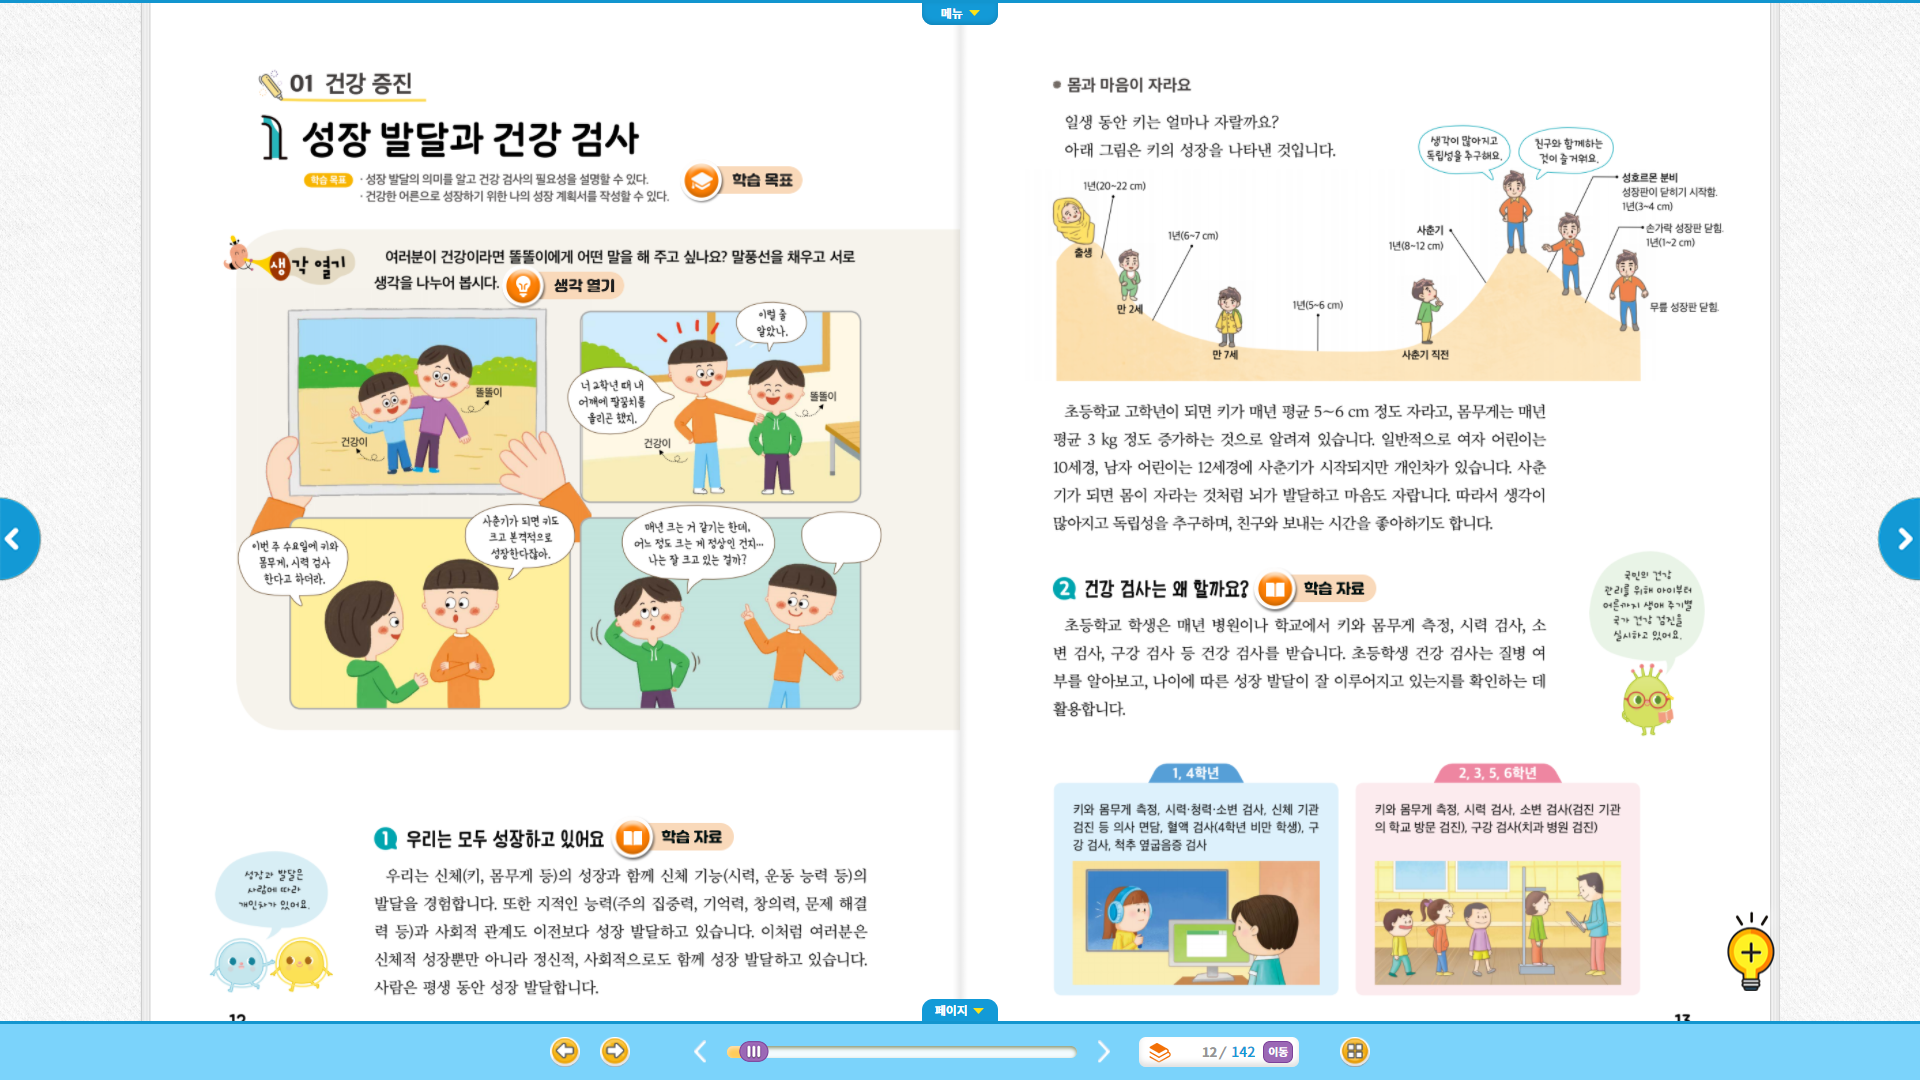 메뉴
01 건강 증진
1 성장 발달과 건강 검사
학습 목표
· 성장 발달의 의미를 알고 건강 검사의 필요성을 설명할 수 있다.
· 건강한 어른으로 성장하기 위한 나의 성장 계획서를 작성할 수 있다.
학습 목표
생각 열기
여러분이 건강이라면 똘똘이에게 어떤 말을 해 주고 싶나요? 말풍선을 채우고 서로
생각을 나누어 봅시다.
생각 열기
똘똘이
건강이
이럴 줄
알았나.
너 2학년 때 내
어깨에 팔꿈치를
올리곤 했지.
똘똘이
건강이
이번 주 수요일에 키와
몸무게, 시력 검사
한다고 하더라.
사춘기가 되면 키도
크고 본격적으로
성장한다잖아.
매년 크는 거 같기는 한데,
어느 정도 크는 게 정상인 건지…
나는 잘 크고 있는 걸까?
1 우리는 모두 성장하고 있어요
학습 자료
우리는 신체(키, 몸무게 등)의 성장과 함께 신체 기능(시력, 운동 능력 등)의
발달을 경험합니다. 또한 지적인 능력(주의 집중력, 기억력, 창의력, 문제 해결
력 등)과 사회적 관계도 이전보다 성장 발달하고 있습니다. 이처럼 여러분은
신체적 성장뿐만 아니라 정신적, 사회적으로도 함께 성장 발달하고 있습니다.
사람은 평생 동안 성장 발달합니다.
성장과 발달은
사람에 따라
개인차가 있어요.
12
● 몸과 마음이 자라요
일생 동안 키는 얼마나 자랄까요?
아래 그림은 키의 성장을 나타낸 것입니다.
생각이 많아지고
독립성을 추구해요.
친구와 함께하는
것이 즐거워요.
1년(20~22 cm)
출생
만 2세
1년(6~7 cm)
만 7세
1년(5~6 cm)
사춘기 직전
사춘기
1년(8~12 cm)
성호르몬 분비
성장판이 닫히기 시작함.
1년(3~4 cm)
손가락 성장판 닫힘.
1년(1~2 cm)
무릎 성장판 닫힘.
초등학교 고학년이 되면 키가 매년 평균 5~6 cm 정도 자라고, 몸무게는 매년
평균 3 kg 정도 증가하는 것으로 알려져 있습니다. 일반적으로 여자 어린이는
10세경, 남자 어린이는 12세경에 사춘기가 시작되지만 개인차가 있습니다. 사춘
기가 되면 몸이 자라는 것처럼 뇌가 발달하고 마음도 자랍니다. 따라서 생각이
많아지고 독립성을 추구하며, 친구와 보내는 시간을 좋아하기도 합니다.
2 건강 검사는 왜 할까요?
학습 자료
초등학교 학생은 매년 병원이나 학교에서 키와 몸무게 측정, 시력 검사, 소
변 검사, 구강 검사 등 건강 검사를 받습니다. 초등학생 건강 검사는 질병 여
부를 알아보고, 나이에 따른 성장 발달이 잘 이루어지고 있는지를 확인하는 데
활용합니다.
국민의 건강
관리를 위해 아이부터
어른까지 생애 주기별
국가 건강 검진을
실시하고 있어요.
1, 4학년
키와 몸무게 측정, 시력·청력·소변 검사, 신체 기관
검진 등 의사 면담, 혈액 검사(4학년 비만 학생), 구
강 검사, 척추 옆굽음증 검사
2, 3, 5, 6학년
키와 몸무게 측정, 시력 검사, 소변 검사(검진 기관
의 학교 방문 검진), 구강 검사(치과 병원 검진)
13
페이지
12 / 142 이동